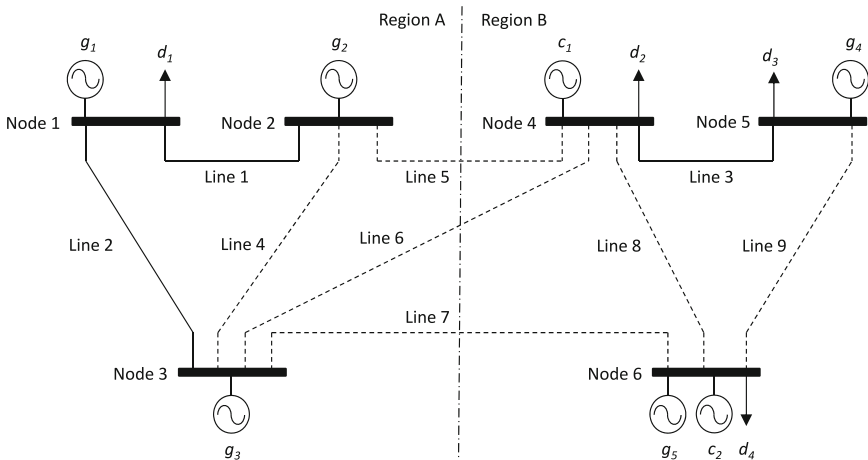 Region A Region B
g1 d1 g2 c1 d2 d3 g4
Node 1 Node 2 Node 4 Node 5
Line 1 Line 5 Line 3
Line 2 Line 4 Line 6 Line 8 Line 9
Line 7
Node 3 Node 6
g3 g5 c2 d4